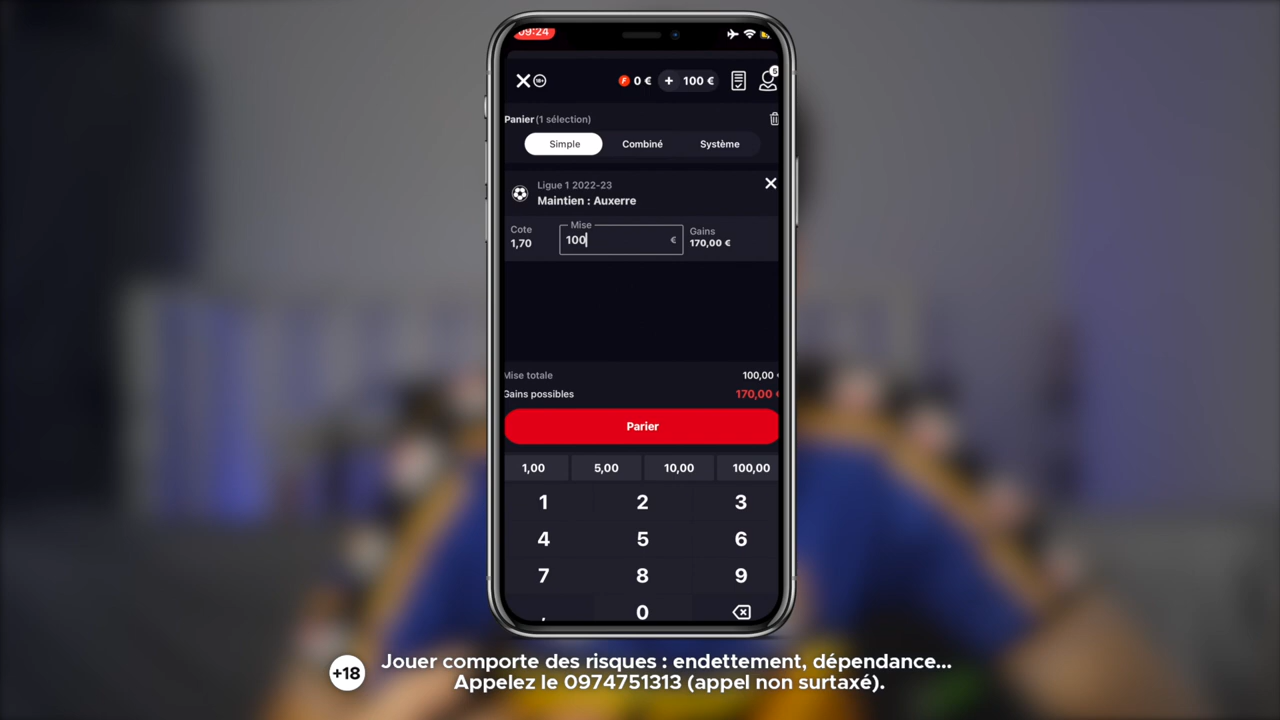 09:24
18+
F 0 € + 100 €
5
Panier (1 sélection)
Simple Combiné Système
Ligue 1 2022-23
Maintien : Auxerre
Cote Mise Gains
1,70 100 € 170,00 €
Mise totale 100,00 €
Gains possibles 170,00 €
Parier
1,00 5,00 10,00 100,00
1 2 3
4 5 6
7 8 9
, 0
+18
Jouer comporte des risques : endettement, dépendance...
Appelez le 0974751313 (appel non surtaxé).